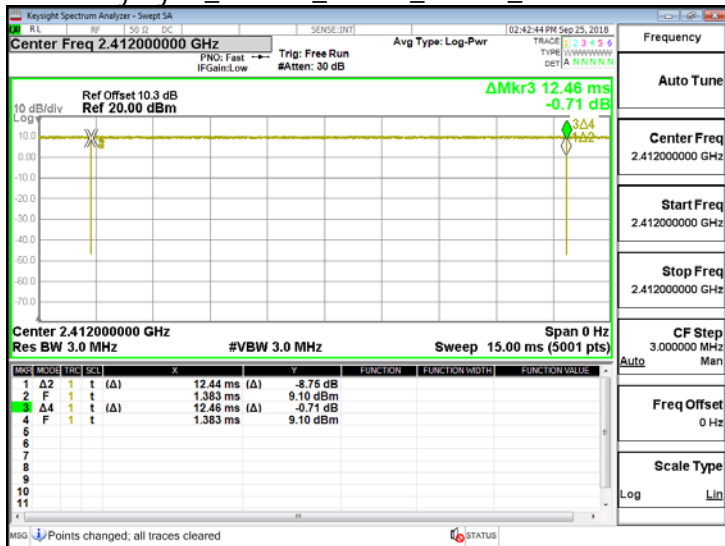 Keysight Spectrum Analyzer - Swept SA
RL RF 50 Ω DC SENSE:INT 02:42:44 PM Sep 25, 2018
Center Freq 2.412000000 GHz
PNO: Fast
IFGain:Low
Trig: Free Run
#Atten: 30 dB
Avg Type: Log-Pwr
TRACE 1 2 3 4 5 6
TYPE
DET A N N N N N
ΔMkr3 12.46 ms
-0.71 dB
Ref Offset 10.3 dB
10 dB/div Ref 20.00 dBm
Log
10.0
0.00
-10.0
-20.0
-30.0
-40.0
-50.0
-60.0
-70.0
3Δ4
1Δ2
Center 2.412000000 GHz Span 0 Hz
Res BW 3.0 MHz #VBW 3.0 MHz Sweep 15.00 ms (5001 pts)
MKR MODE TRC SCL X Y FUNCTION FUNCTION WIDTH FUNCTION VALUE
1 Δ2 1 t (Δ) 12.44 ms (Δ) -8.75 dB
2 F 1 t 1.383 ms 9.10 dBm
3 Δ4 1 t (Δ) 12.46 ms (Δ) -0.71 dB
4 F 1 t 1.383 ms 9.10 dBm
5
6
7
8
9
10
11
MSG Points changed; all traces cleared STATUS
Frequency
Auto Tune
Center Freq
2.412000000 GHz
Start Freq
2.412000000 GHz
Stop Freq
2.412000000 GHz
CF Step
3.000000 MHz
Auto Man
Freq Offset
0 Hz
Scale Type
Log Lin